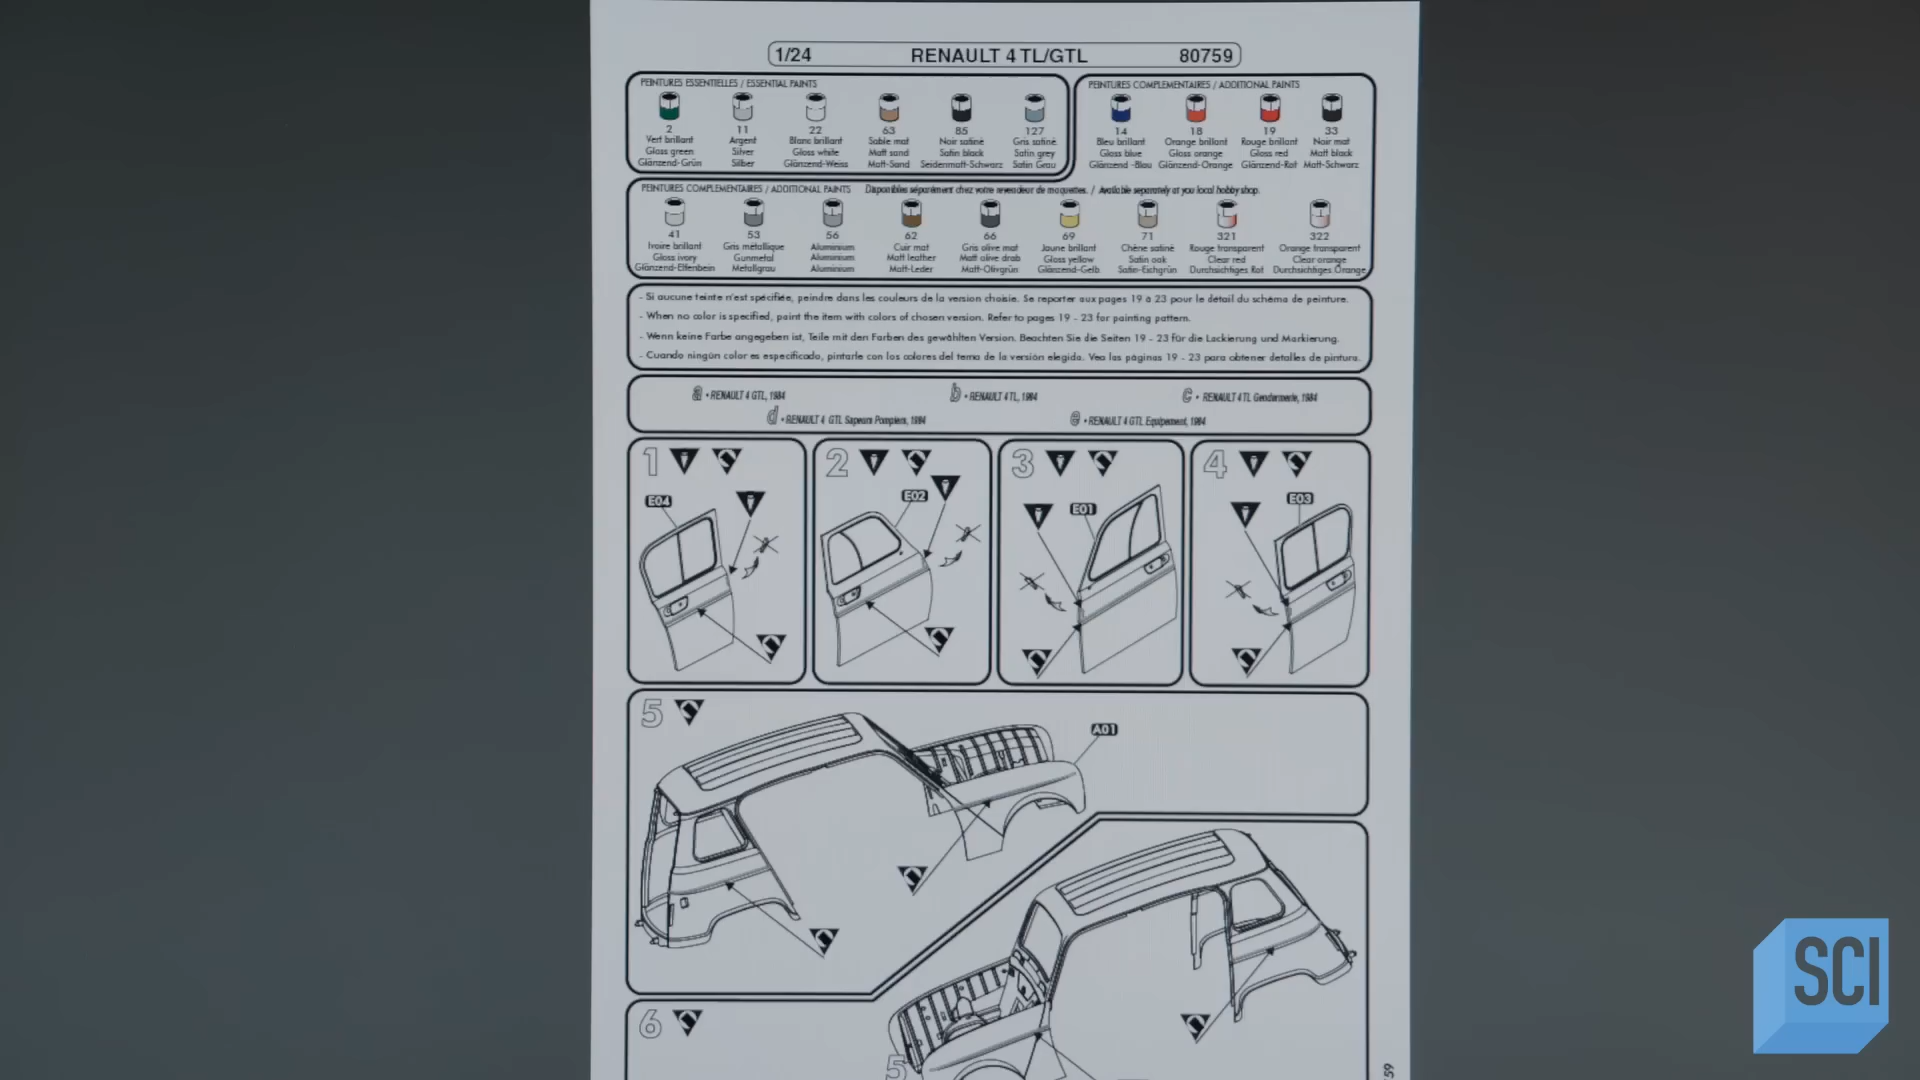 1/24 RENAULT 4 TL/GTL 80759
PEINTURES ESSENTIELLES / ESSENTIAL PAINTS
2 11 22 63 85 127
Vert brillant Argent Blanc brillant Sable mat Noir satiné Gris satiné
Gloss green Silver Gloss white Matt sand Satin black Satin grey
Glänzend-Grün Silber Glänzend-Weiss Matt-Sand Seidenmatt-Schwarz Satin Grau
PEINTURES COMPLEMENTAIRES / ADDITIONAL PAINTS
14 18 19 33
Bleu brillant Orange brillant Rouge brillant Noir mat
Gloss blue Gloss orange Gloss red Matt black
Glänzend -Blau Glänzend-Orange Glänzend-Rot Matt-Schwarz
PEINTURES COMPLEMENTAIRES / ADDITIONAL PAINTS Disponibles séparément chez votre revendeur de maquettes. / Available separately at you local hobby shop.
41 53 56 62 66 69 71 321 322
Ivoire brillant Gris métallique Aluminium Cuir mat Gris olive mat Jaune brillant Chêne satiné Rouge transparent Orange transparent
Gloss ivory Gunmetal Aluminium Matt leather Matt olive drab Gloss yellow Satin oak Clear red Clear orange
Glänzend-Elfenbein Metallgrau Aluminium Matt-Leder Matt-Olivgrün Glänzend-Gelb Satin-Eichgrün Durchsichtiges Rot Durchsichtiges Orange
- Si aucune teinte n'est spécifiée, peindre dans les couleurs de la version choisie. Se reporter aux pages 19 à 23 pour le détail du schéma de peinture.
- When no color is specified, paint the item with colors of chosen version. Refer to pages 19 - 23 for painting pattern.
- Wenn keine Farbe angegeben ist, Teile mit den Farben des gewählten Version. Beachten Sie die Seiten 19 - 23 für die Lackierung und Markierung.
- Cuando ningún color es especificado, pintarle con los colores del tema de la versión elegida. Vea las páginas 19 - 23 para obtener detalles de pintura.
a • RENAULT 4 GTL, 1984 b • RENAULT 4 TL, 1984 c • RENAULT 4 TL Gendarmerie, 1984
d • RENAULT 4 GTL Sapeurs Pompiers, 1984 e • RENAULT 4 GTL Equipement, 1984
1 2 3 4
E04 E02 E01 E03
5
A01
6
5
59
SCI